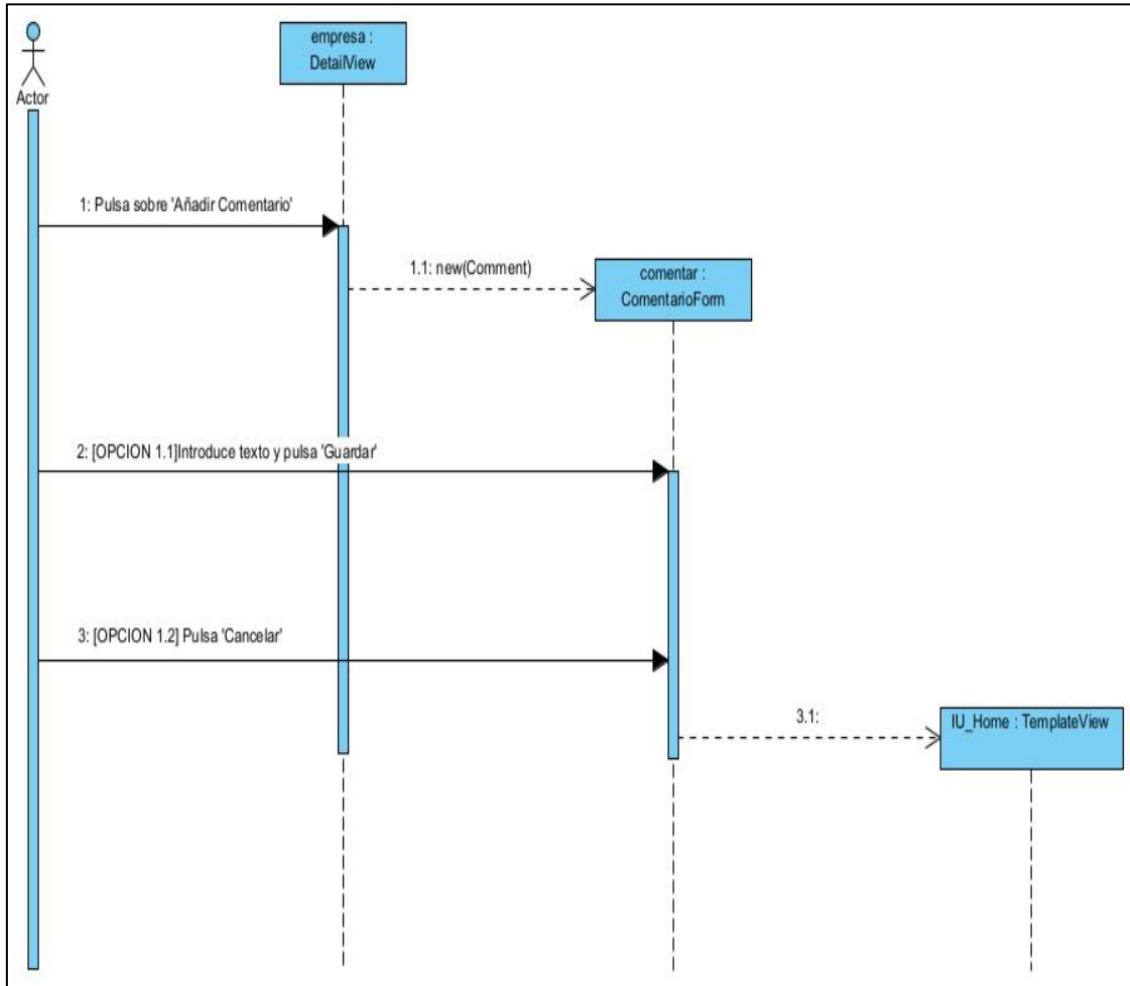 empresa :
DetailView
Actor
1: Pulsa sobre 'Añadir Comentario'
1.1: new(Comment)
comentar :
ComentarioForm
2: [OPCION 1.1]Introduce texto y pulsa 'Guardar'
3: [OPCION 1.2] Pulsa 'Cancelar'
3.1:
IU_Home : TemplateView